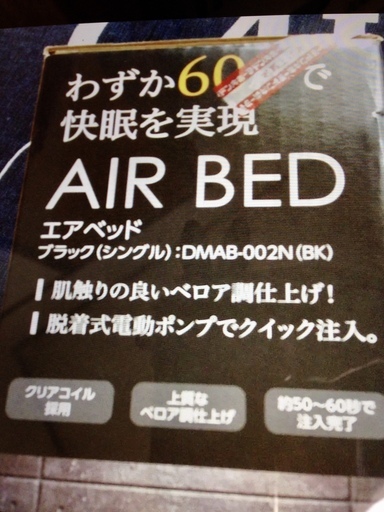 わずか60で
快眠を実現
AIR BED
エアベッド
ブラック(シングル):DMAB-002N(BK)
肌触りの良いベロア調仕上げ!
脱着式電動ポンプでクイック注入。
クリアコイル
採用
上質な
ベロア調仕上げ
約50〜60秒で
注入完了